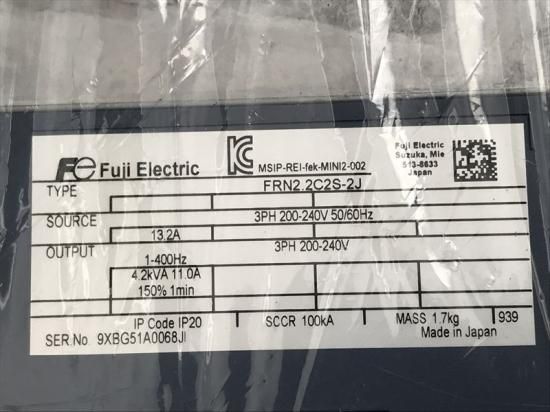 Fe Fuji Electric
MSIP-REI-fek-MINI2-002
Fuji Electric
Suzuka, Mie
513-8633
Japan
TYPE FRN2.2C2S-2J
SOURCE 3PH 200-240V 50/60Hz
13.2A
OUTPUT 3PH 200-240V
1-400Hz
4.2kVA 11.0A
150% 1min
IP Code IP20 SCCR 100kA MASS 1.7kg 939
SER.No 9XBG51A0068JI Made in Japan